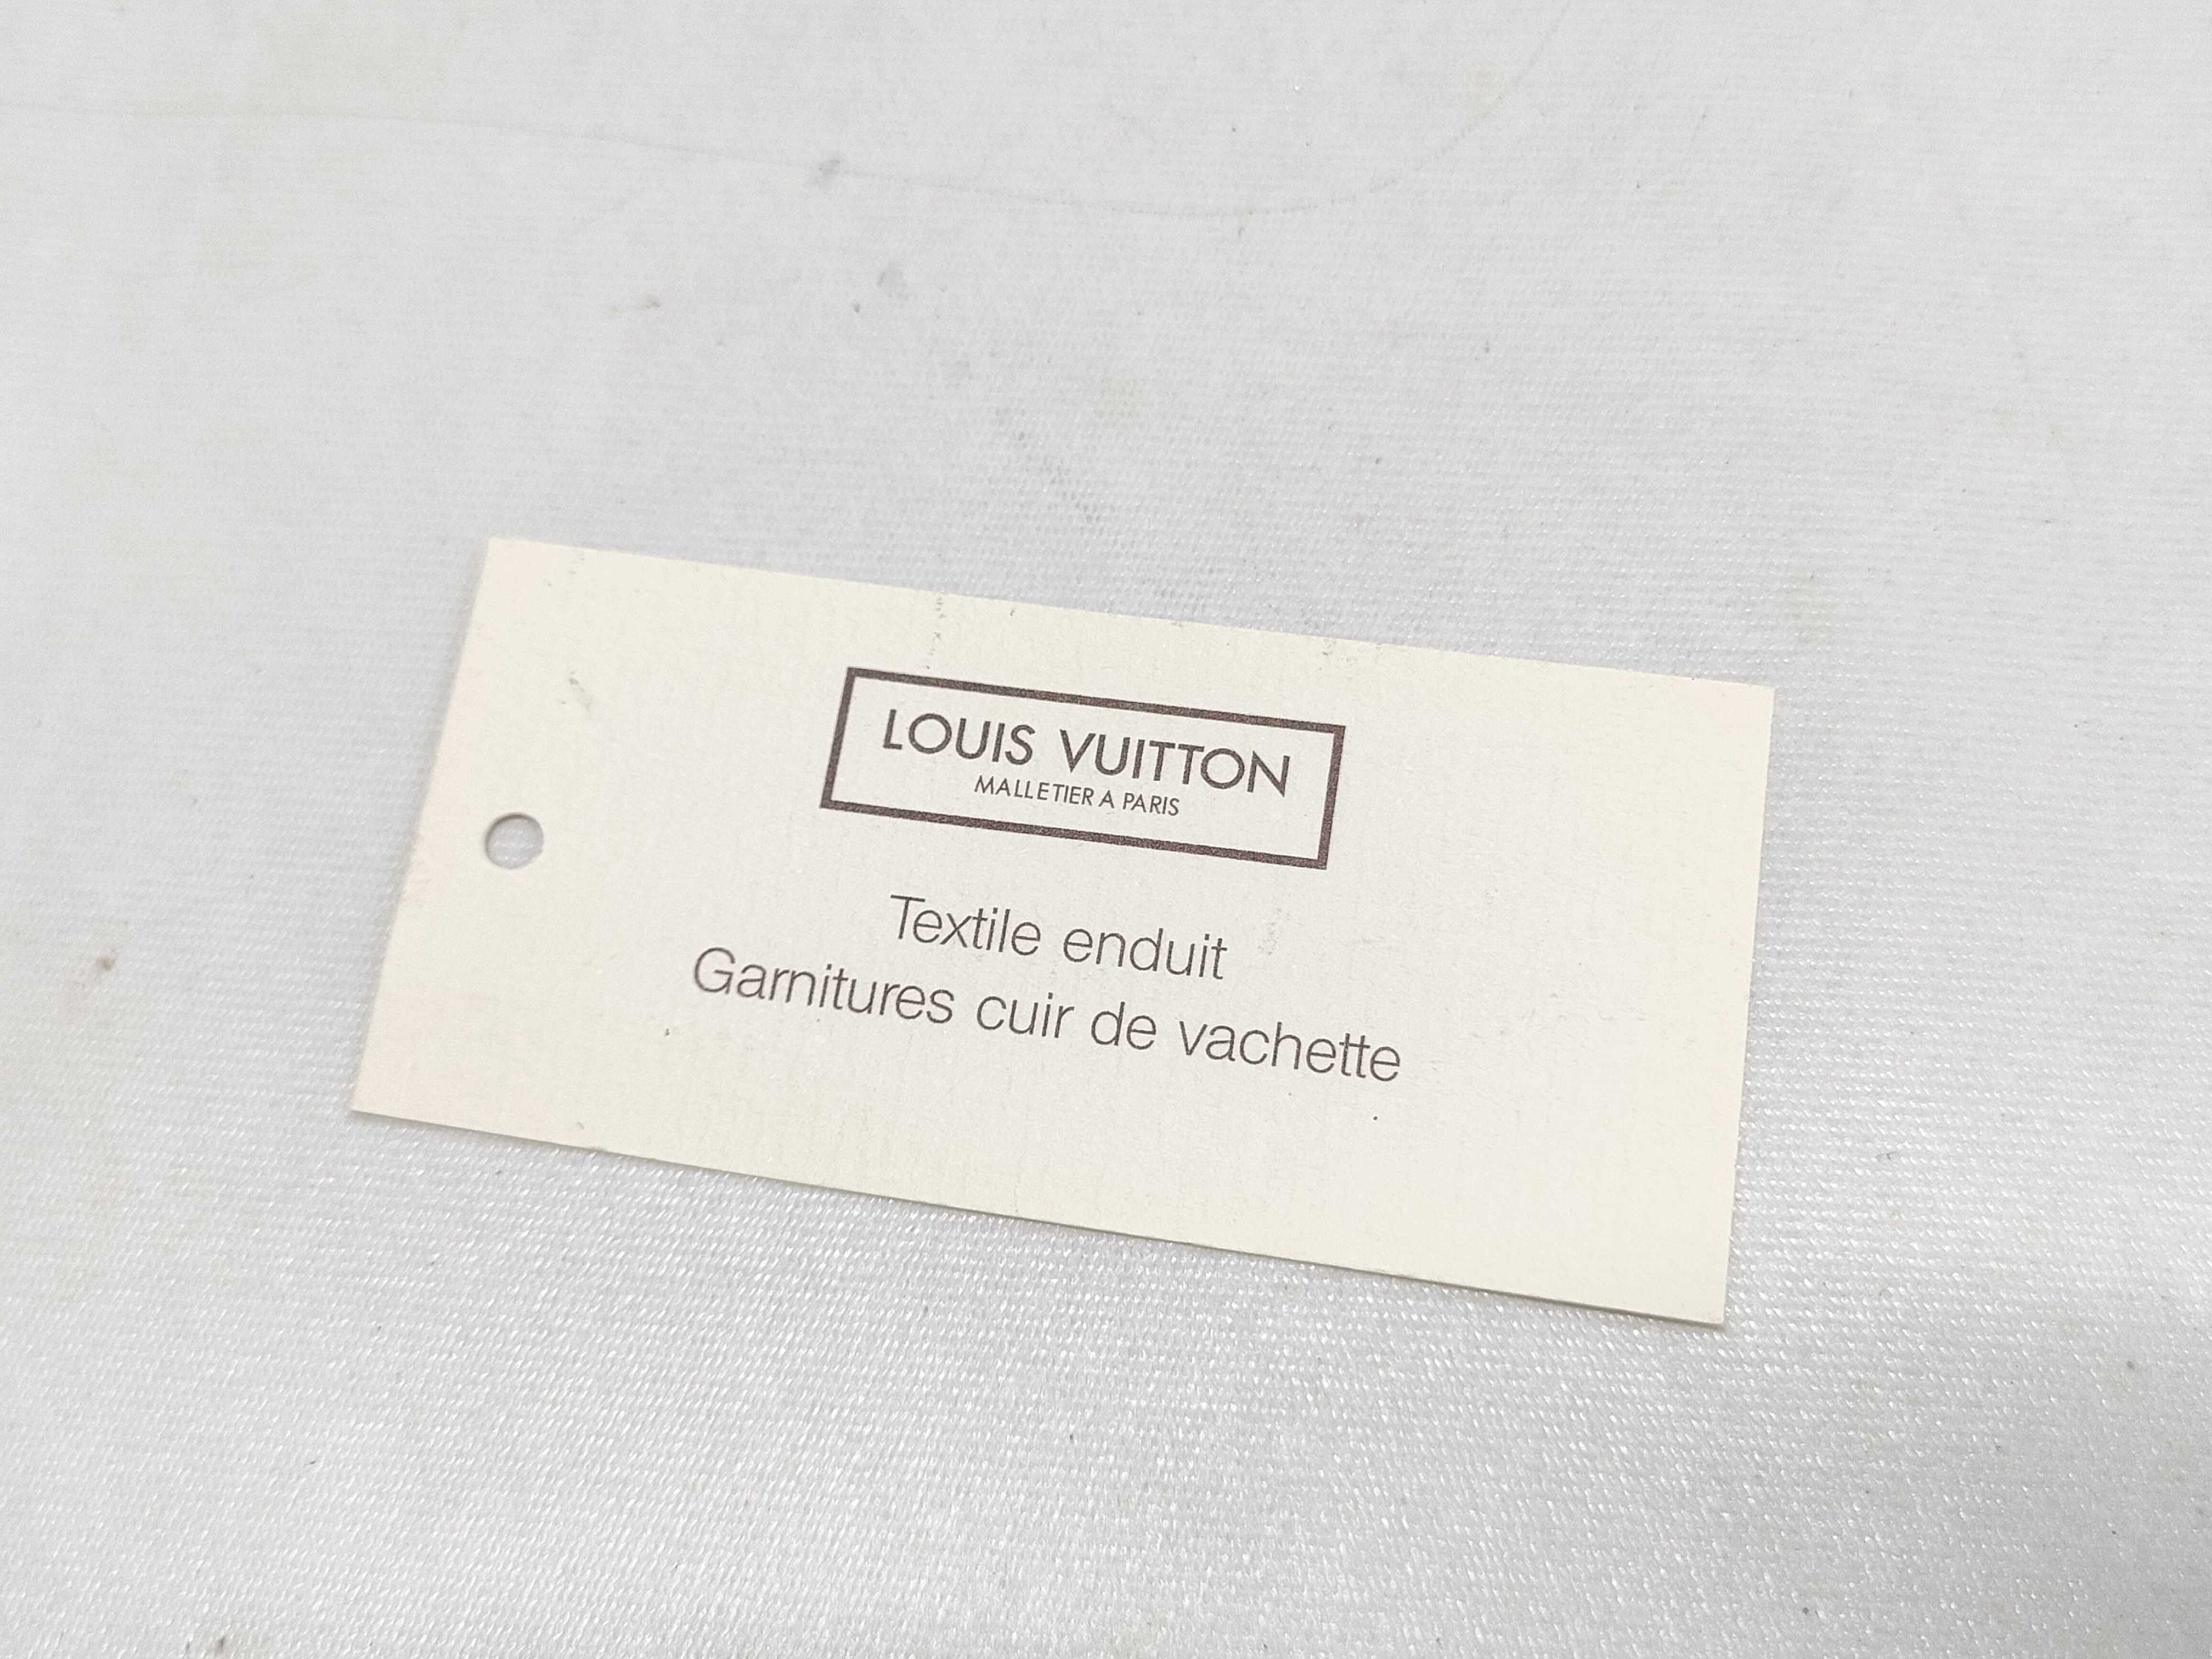 LOUIS VUITTON
MALLETIER A PARIS
Textile enduit
Garnitures cuir de vachette